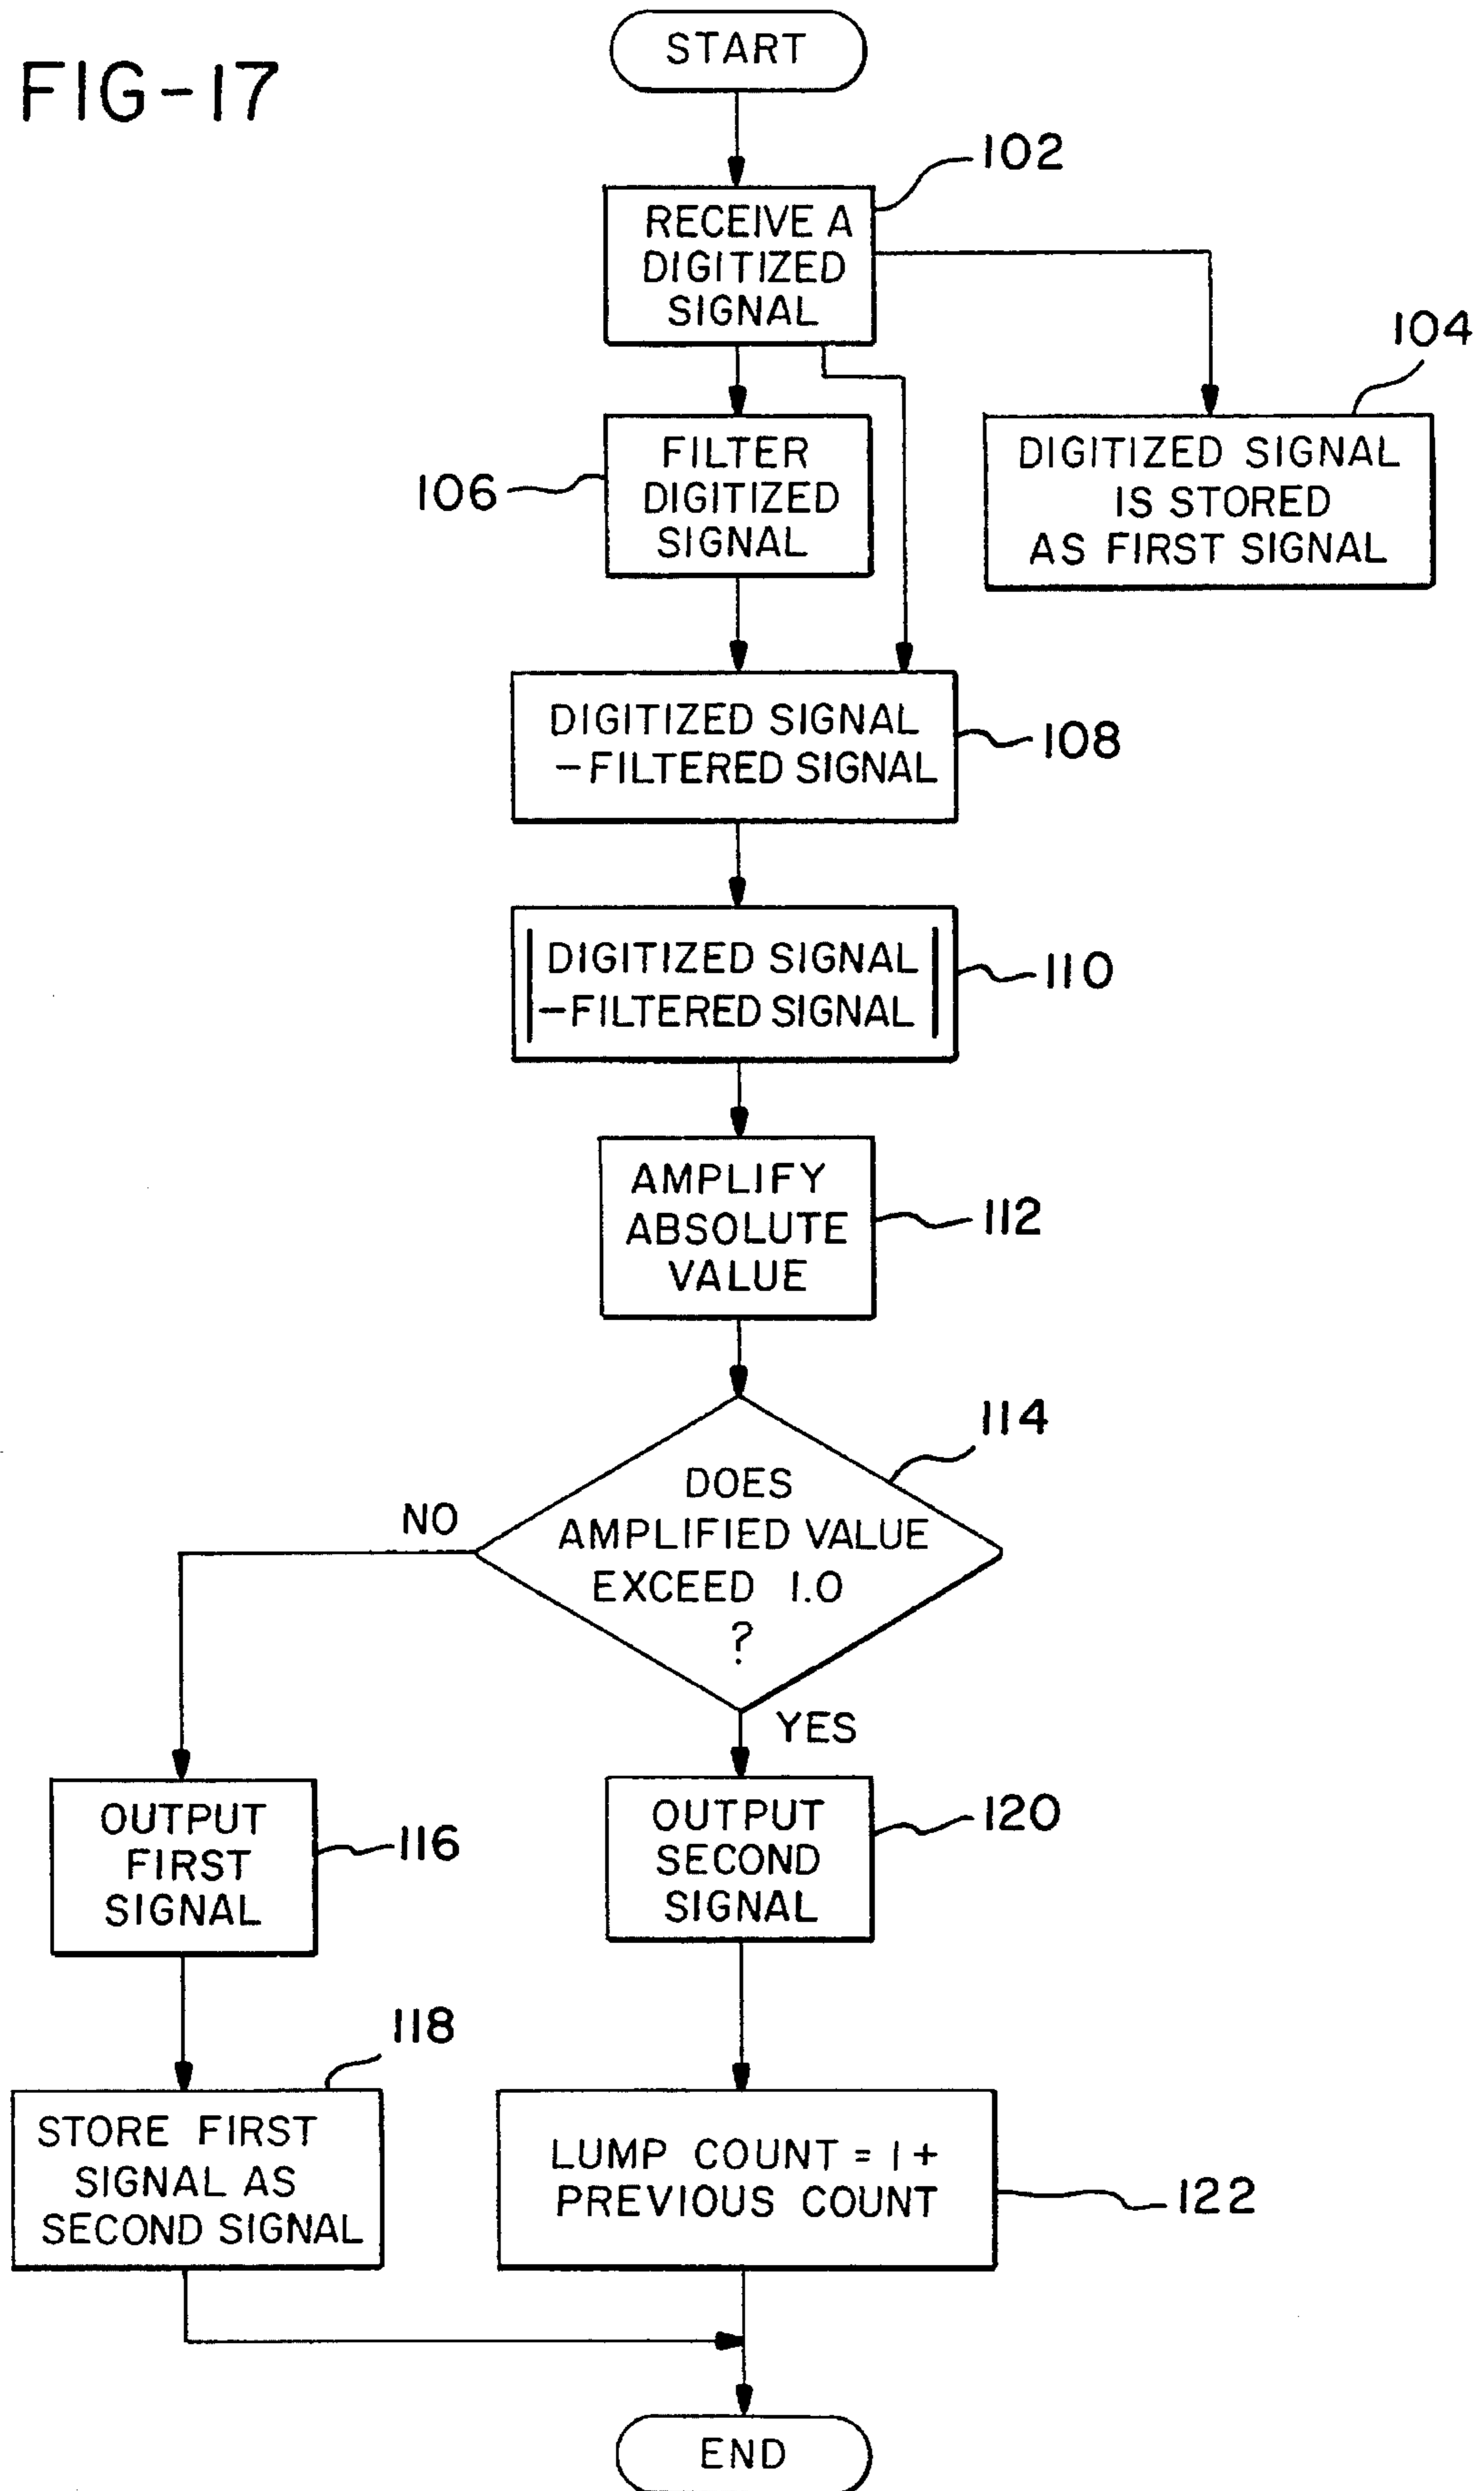 FIG-17
START
102
RECEIVE A
DIGITIZED
SIGNAL
104
DIGITIZED SIGNAL
IS STORED
AS FIRST SIGNAL
106
FILTER
DIGITIZED
SIGNAL
DIGITIZED SIGNAL
-FILTERED SIGNAL
108
|DIGITIZED SIGNAL
-FILTERED SIGNAL|
110
AMPLIFY
ABSOLUTE
VALUE
112
114
DOES
AMPLIFIED VALUE
EXCEED 1.0
?
NO
YES
OUTPUT
FIRST
SIGNAL
116
OUTPUT
SECOND
SIGNAL
120
118
STORE FIRST
SIGNAL AS
SECOND SIGNAL
LUMP COUNT = 1 +
PREVIOUS COUNT
122
END